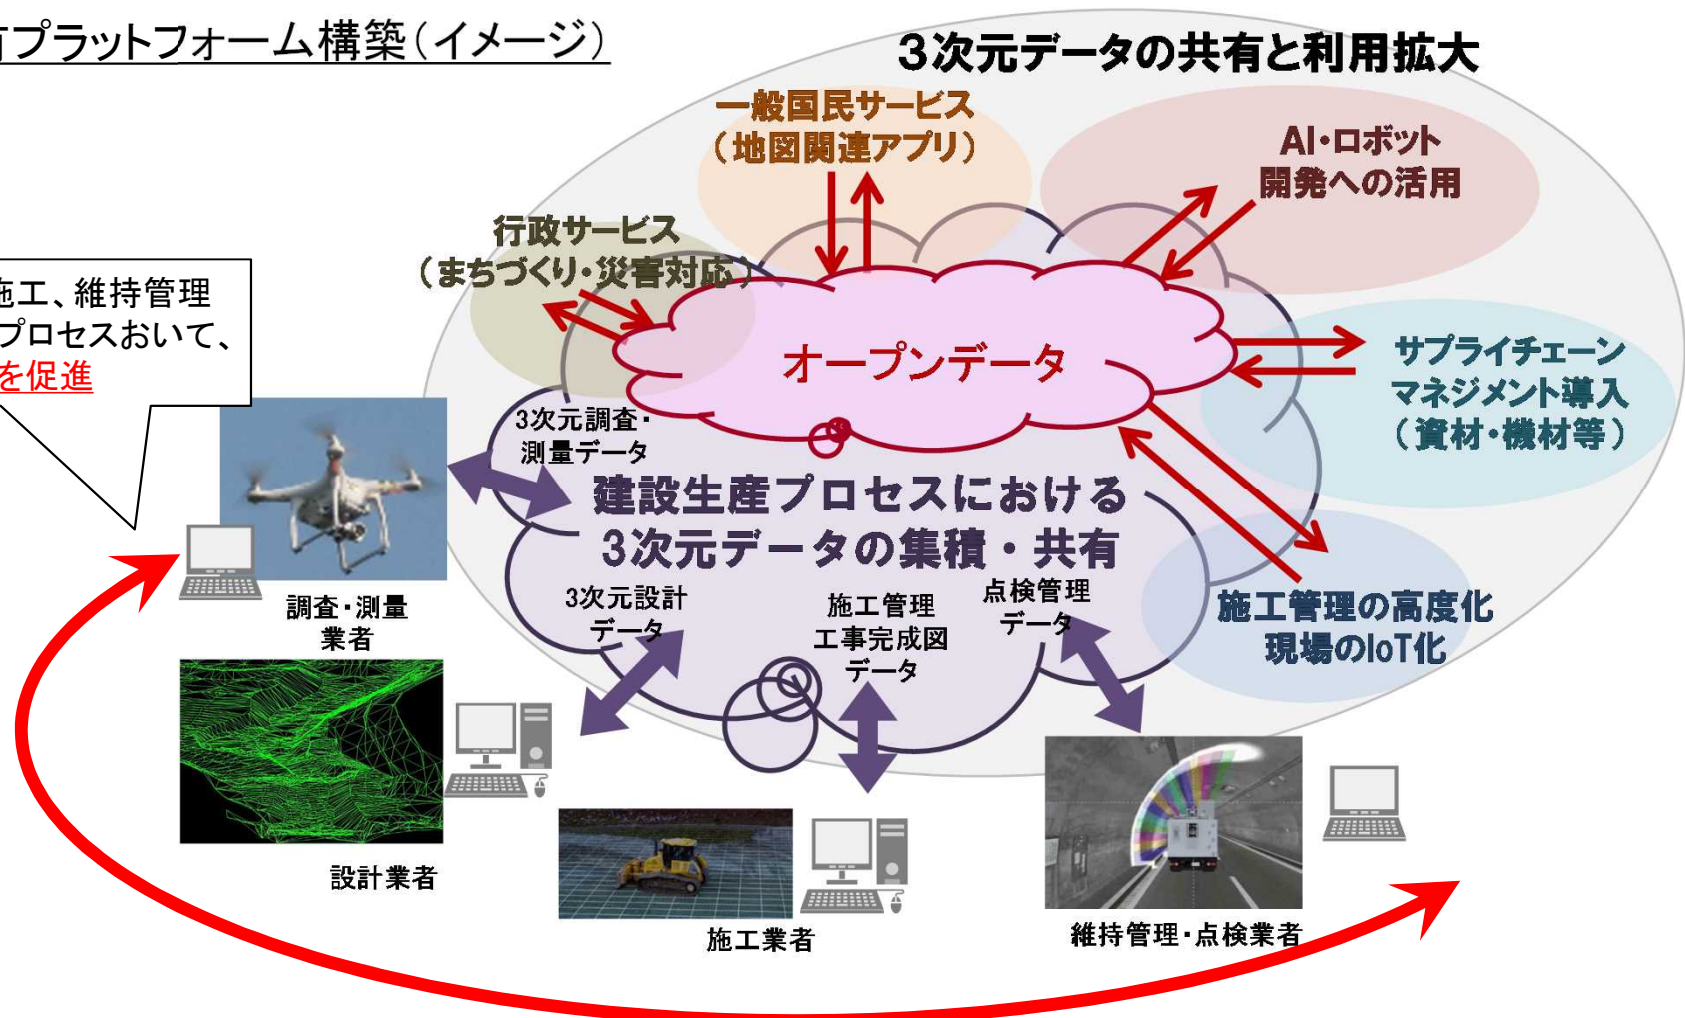 有プラットフォーム構築（イメージ）
3次元データの共有と利用拡大
一般国民サービス
（地図関連アプリ）
AI・ロボット
開発への活用
行政サービス
（まちづくり・災害対応）
施工、維持管理
プロセスおいて、
を促進
オープンデータ
サプライチェーン
マネジメント導入
（資材・機材等）
3次元調査・
測量データ
建設生産プロセスにおける
3次元データの集積・共有
3次元設計
データ
施工管理
工事完成図
データ
点検管理
データ
施工管理の高度化
現場のIoT化
調査・測量
業者
設計業者
施工業者
維持管理・点検業者